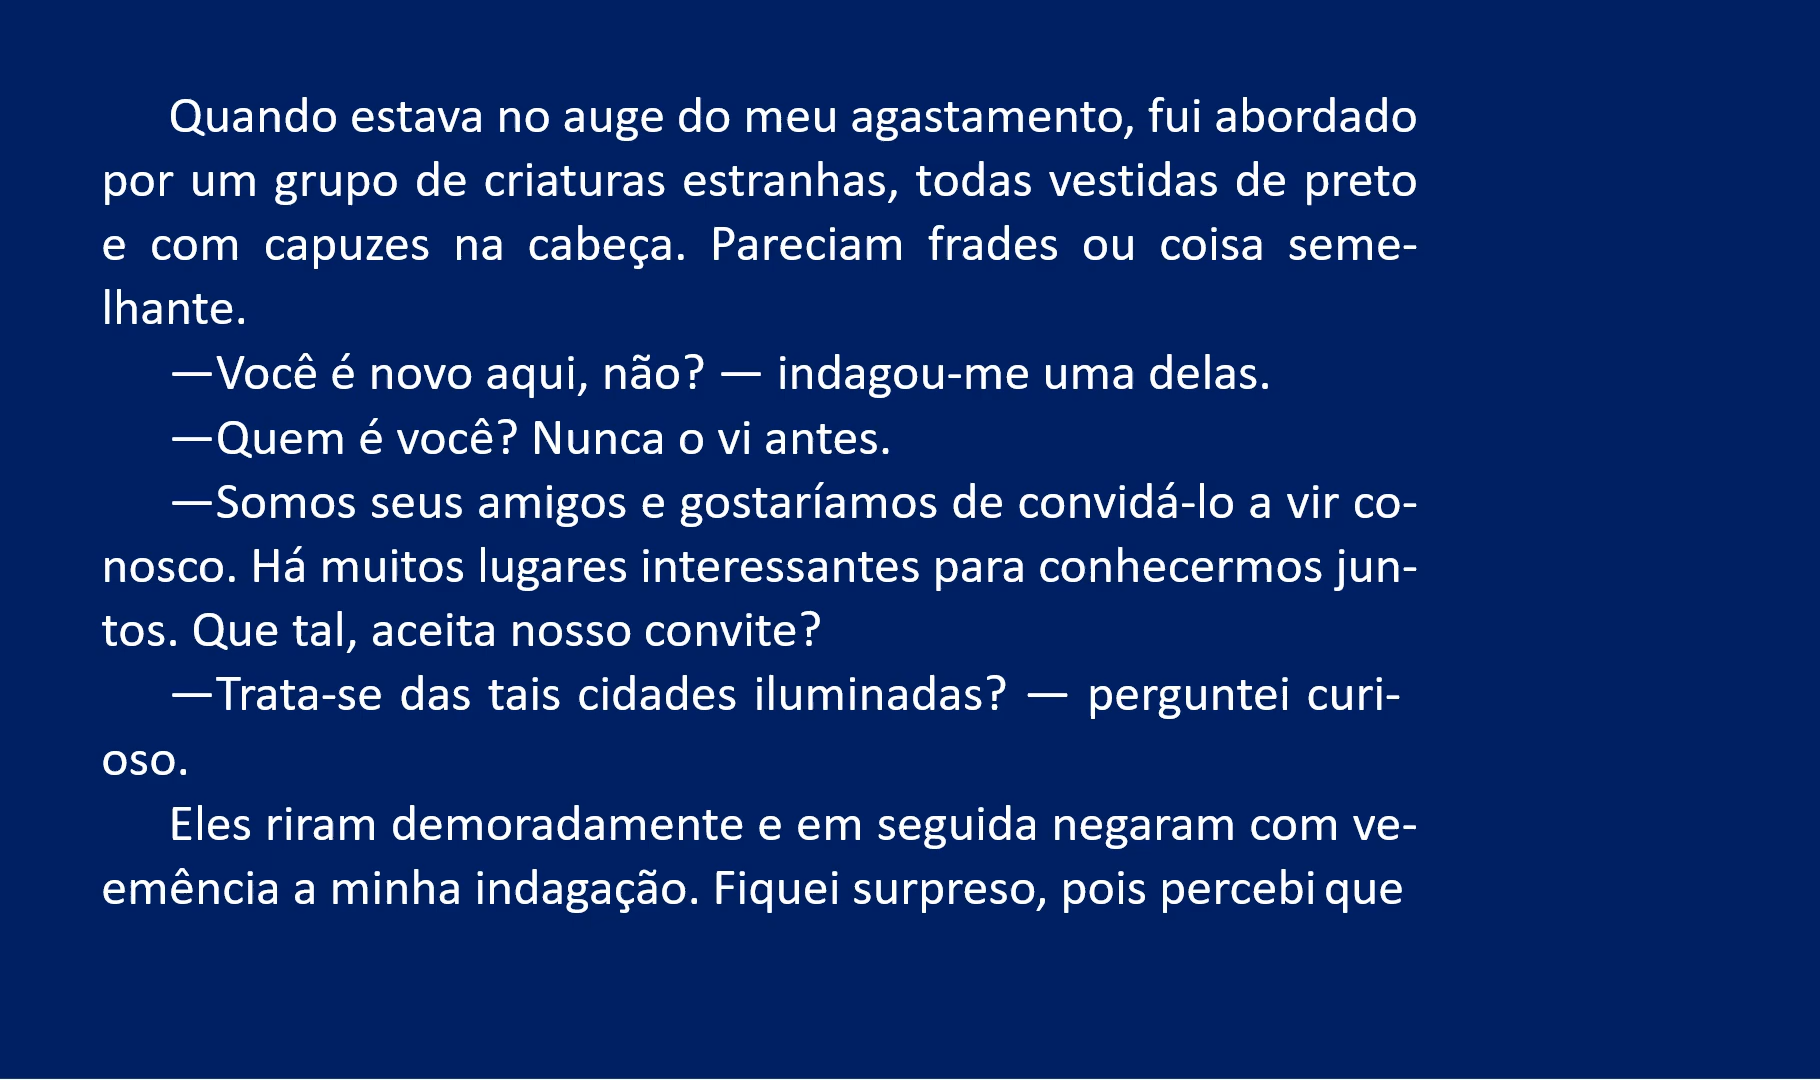 Quando estava no auge do meu agastamento, fui abordado
por um grupo de criaturas estranhas, todas vestidas de preto
e com capuzes na cabeça. Pareciam frades ou coisa seme-
lhante.
—Você é novo aqui, não? — indagou-me uma delas.
—Quem é você? Nunca o vi antes.
—Somos seus amigos e gostaríamos de convidá-lo a vir co-
nosco. Há muitos lugares interessantes para conhecermos jun-
tos. Que tal, aceita nosso convite?
—Trata-se das tais cidades iluminadas? — perguntei curi-
oso.
Eles riram demoradamente e em seguida negaram com ve-
emência a minha indagação. Fiquei surpreso, pois percebi que